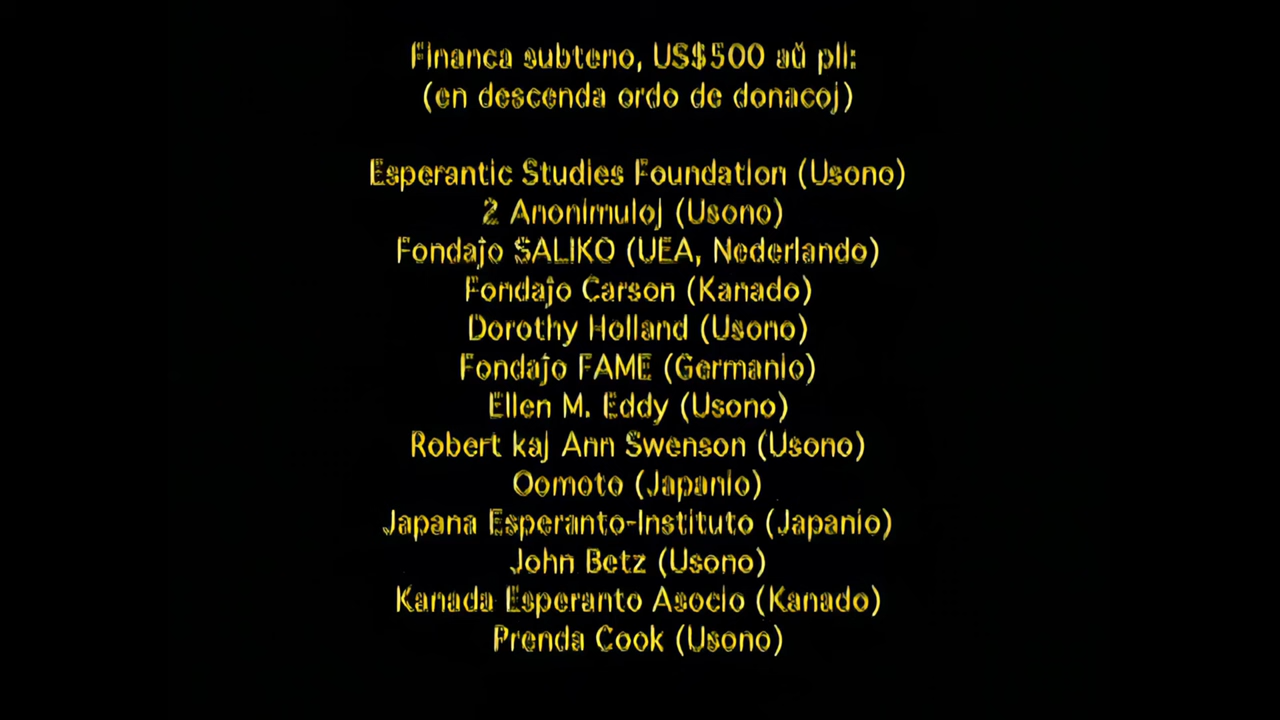 Financa subteno, US$500 aŭ pli:
(en descenda ordo de donacoj)
Esperantic Studies Foundation (Usono)
2 Anonimuloj (Usono)
Fondaĵo SALIKO (UEA, Nederlando)
Fondaĵo Carson (Kanado)
Dorothy Holland (Usono)
Fondaĵo FAME (Germanio)
Ellen M. Eddy (Usono)
Robert kaj Ann Swenson (Usono)
Oomoto (Japanio)
Japana Esperanto-Instituto (Japanio)
John Betz (Usono)
Kanada Esperanto Asocio (Kanado)
Prenda Cook (Usono)